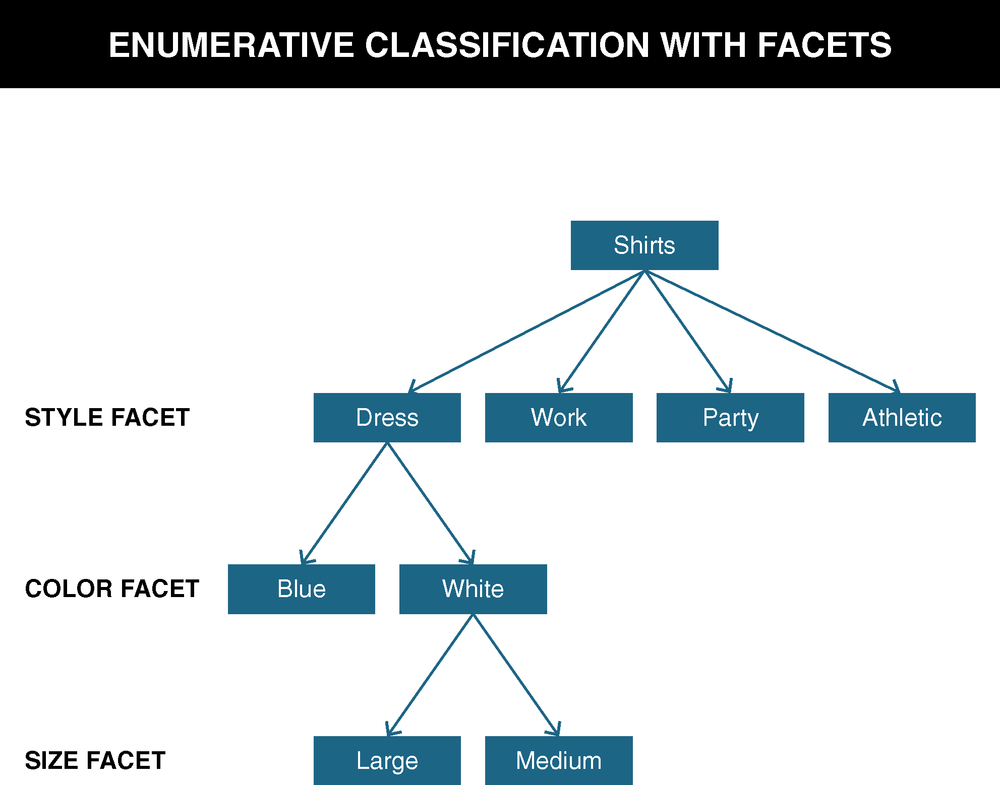 ENUMERATIVE CLASSIFICATION WITH FACETS
Shirts
STYLE FACET
Dress
Work
Party
Athletic
COLOR FACET
Blue
White
SIZE FACET
Large
Medium